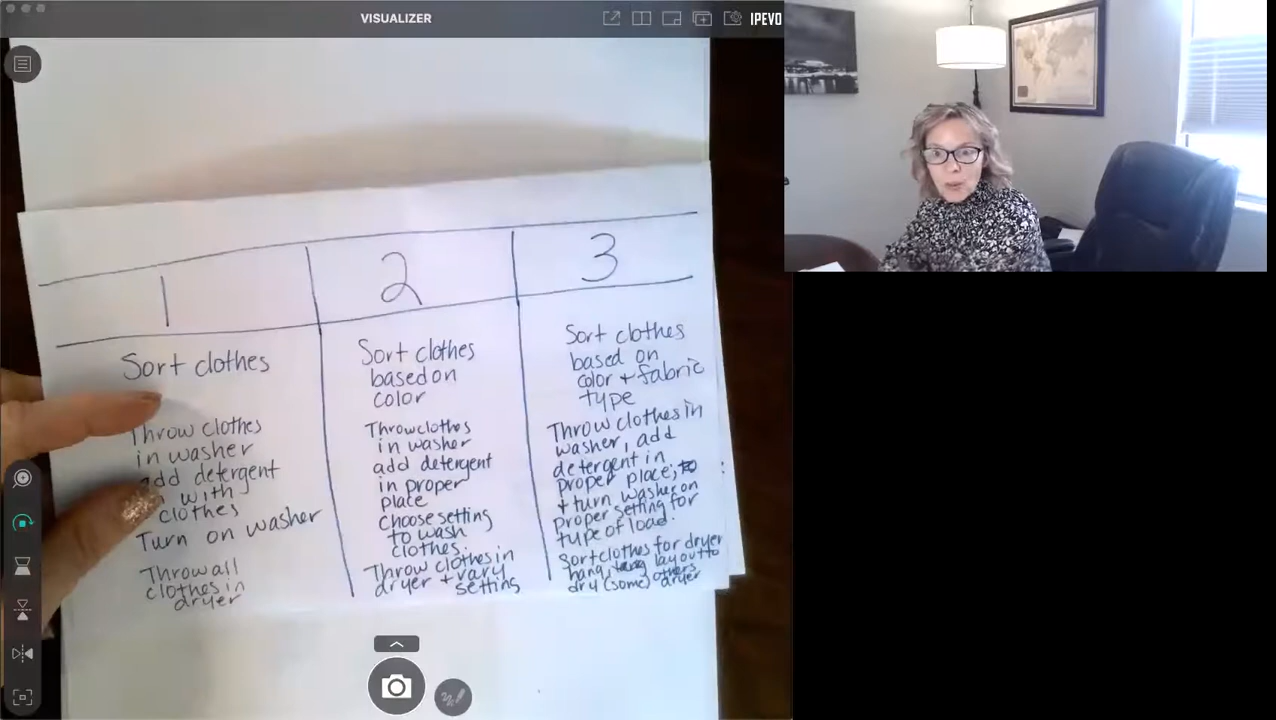 VISUALIZER
IPEVO
1
2
3
Sort clothes
Throw clothes
in washer
add detergent
with
clothes
Turn on washer
Throw all
clothes in
dryer
Sort clothes
based on
color
Throw clothes
in washer
add detergent
in proper
place
Choose setting
to wash
clothes.
Throw clothes in
dryer + vary
setting
Sort clothes
based on
color + fabric
type
Throw clothes in
washer, add
detergent in
proper place,
+ turn washer on
proper setting for
type of load.
Sort clothes for dryer
hang, lay out to
dry (some) others
dryer